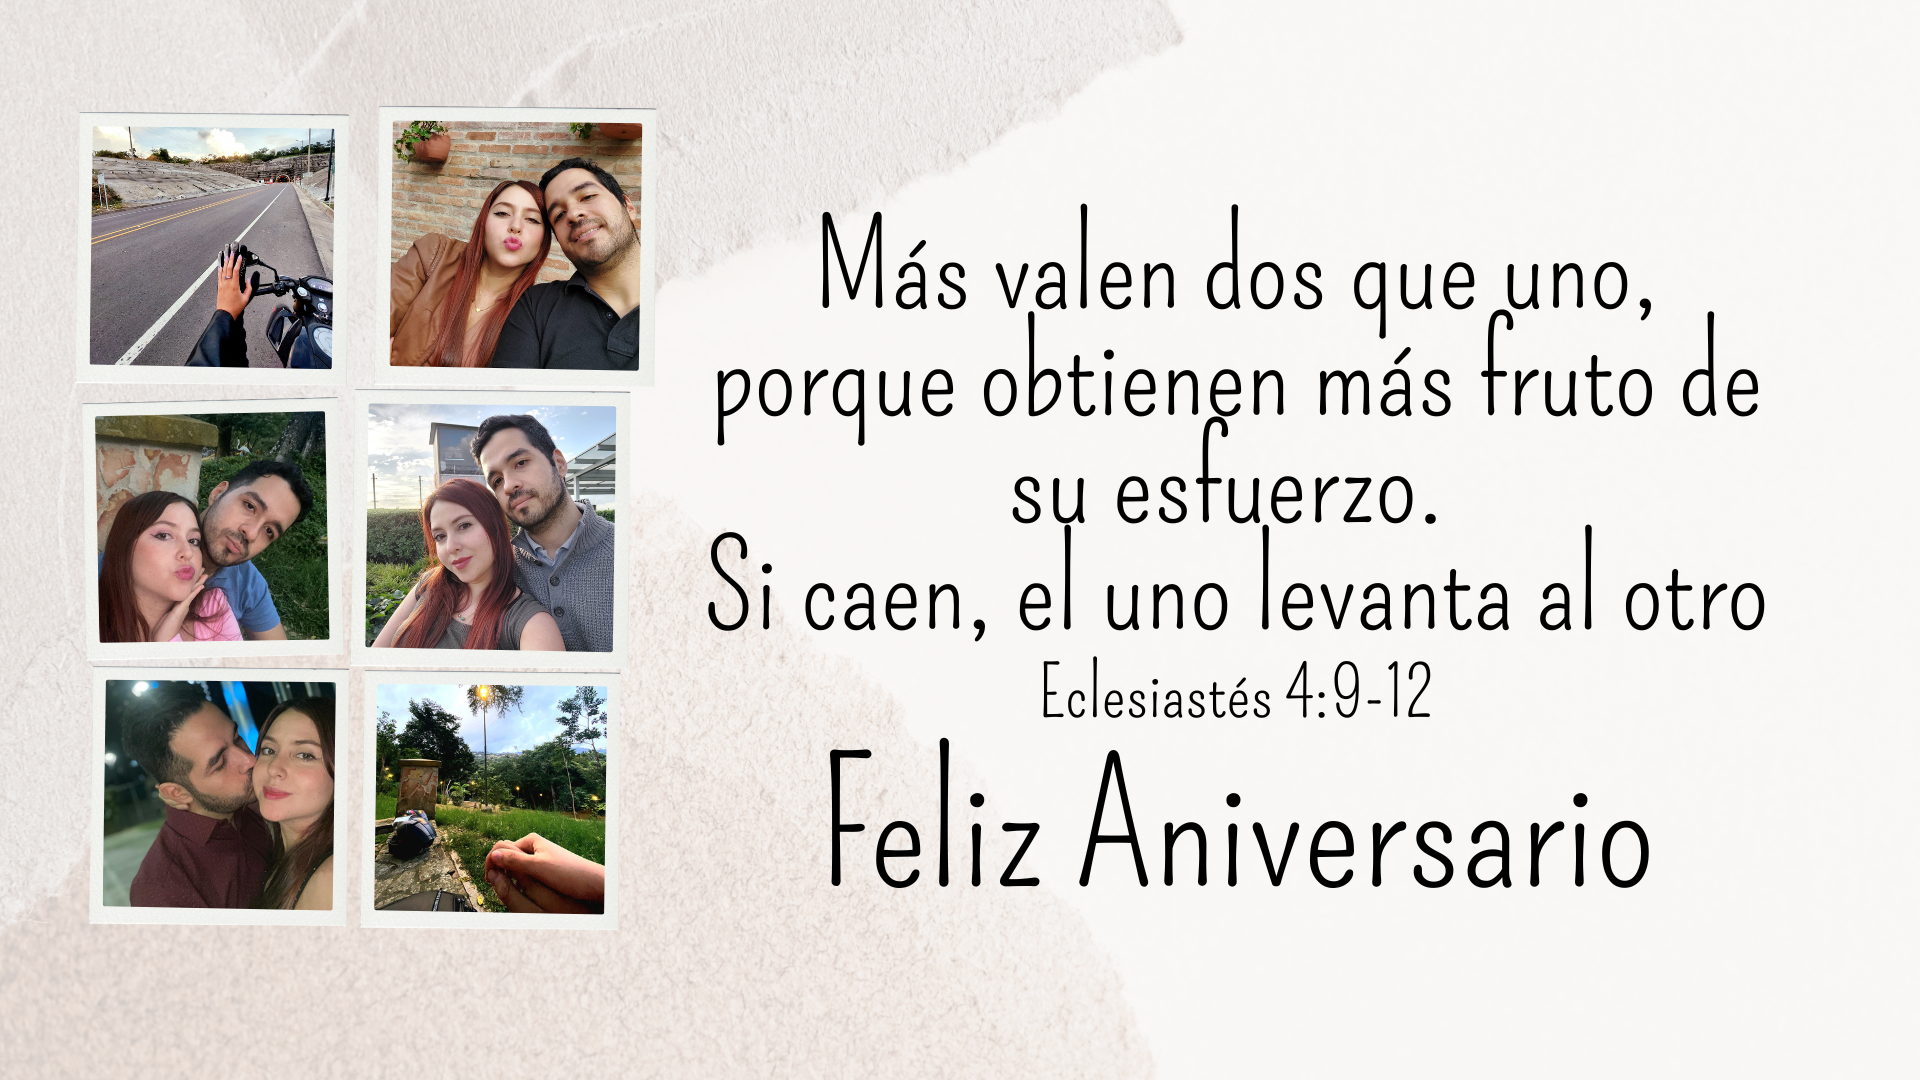 Más valen dos que uno,
porque obtienen más fruto de
su esfuerzo.
Si caen, el uno levanta al otro
Eclesiastés 4:9-12
Feliz Aniversario